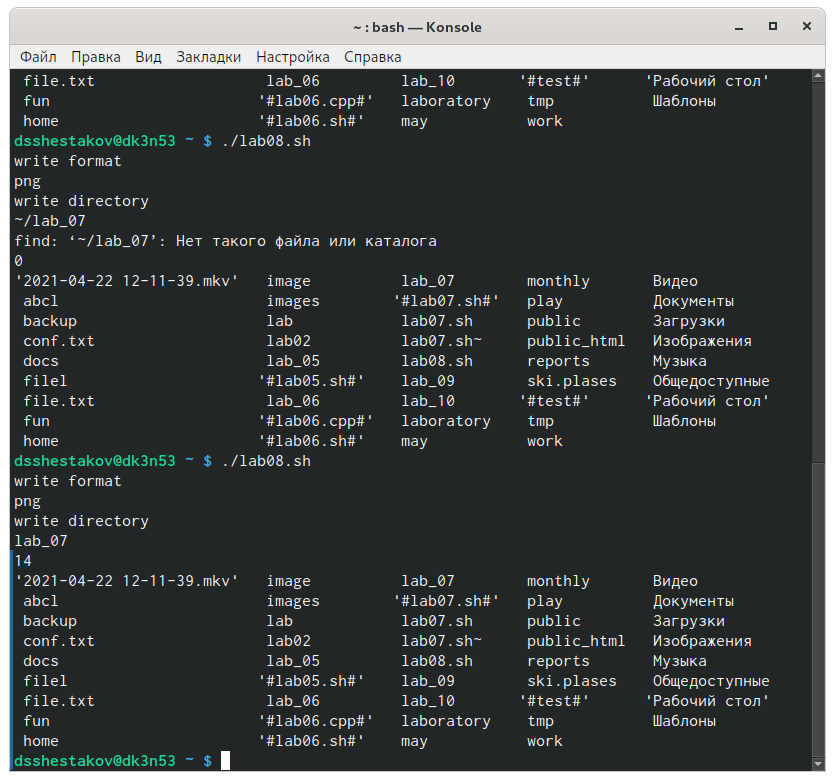 ~ : bash — Konsole
Файл Правка Вид Закладки Настройка Справка
file.txt lab_06 lab_10 '#test#' 'Рабочий стол'
fun '#lab06.cpp#' laboratory tmp Шаблоны
home '#lab06.sh#' may work
dsshestakov@dk3n53 ~ $ ./lab08.sh
write format
png
write directory
~/lab_07
find: ‘~/lab_07’: Нет такого файла или каталога
0
'2021-04-22 12-11-39.mkv' image lab_07 monthly Видео
abcl images '#lab07.sh#' play Документы
backup lab lab07.sh public Загрузки
conf.txt lab02 lab07.sh~ public_html Изображения
docs lab_05 lab08.sh reports Музыка
filel '#lab05.sh#' lab_09 ski.plases Общедоступные
file.txt lab_06 lab_10 '#test#' 'Рабочий стол'
fun '#lab06.cpp#' laboratory tmp Шаблоны
home '#lab06.sh#' may work
dsshestakov@dk3n53 ~ $ ./lab08.sh
write format
png
write directory
lab_07
14
'2021-04-22 12-11-39.mkv' image lab_07 monthly Видео
abcl images '#lab07.sh#' play Документы
backup lab lab07.sh public Загрузки
conf.txt lab02 lab07.sh~ public_html Изображения
docs lab_05 lab08.sh reports Музыка
filel '#lab05.sh#' lab_09 ski.plases Общедоступные
file.txt lab_06 lab_10 '#test#' 'Рабочий стол'
fun '#lab06.cpp#' laboratory tmp Шаблоны
home '#lab06.sh#' may work
dsshestakov@dk3n53 ~ $